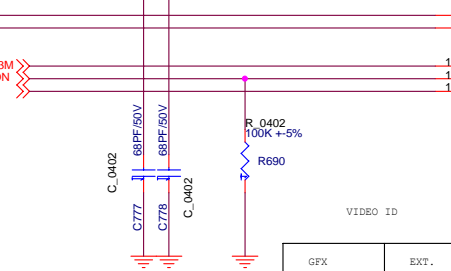 3M
ON
1
1
1
R_0402
100K +-5%
R690
68PF/50V
68PF/50V
C_0402
C_0402
C777
C778
VIDEO ID
GFX
EXT.